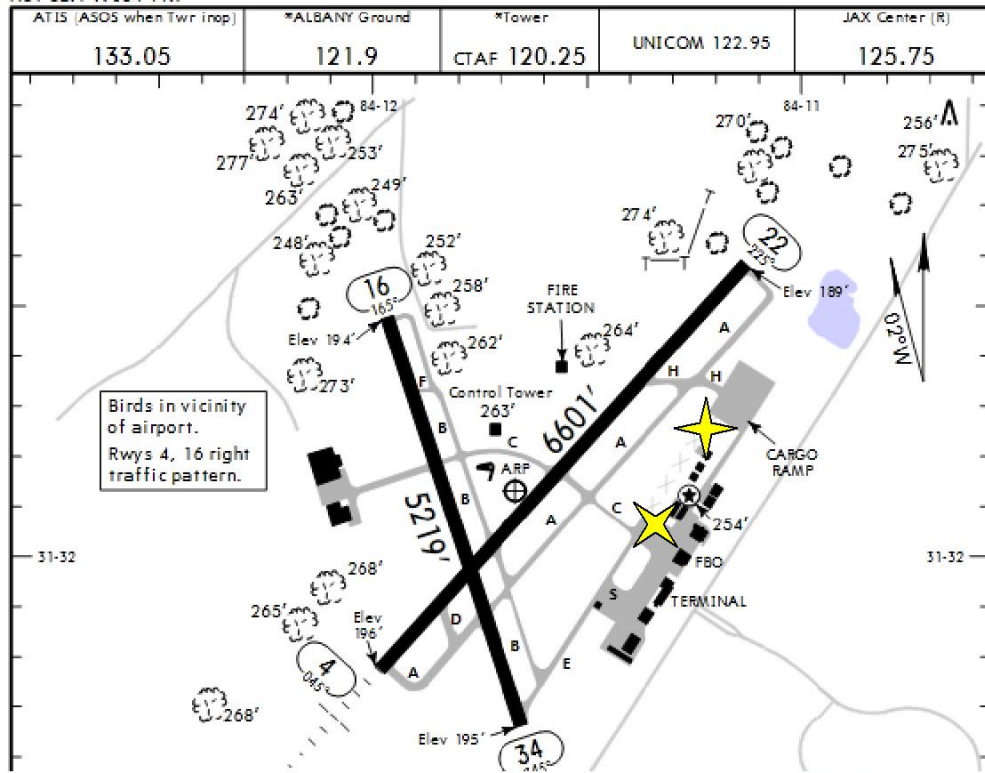 ATIS (ASOS when Twr inop)
133.05
*ALBANY Ground
121.9
*Tower
CTAF 120.25
UNICOM 122.95
JAX Center (R)
125.75
84-12
84-11
274'
277'
253'
263'
249'
248'
252'
258'
262'
273'
270'
256'
275'
274'
264'
16
165°
Elev 194'
22
225°
Elev 189'
02°W
FIRE
STATION
Control Tower
263'
Birds in vicinity
of airport.
Rwys 4, 16 right
traffic pattern.
6601'
5219'
F
B
C
A
H
H
A
CARGO
RAMP
ARP
B
A
C
254'
FBO
31-32
31-32
S
TERMINAL
268'
265'
Elev
196'
D
B
E
A
4
045°
268'
Elev 195'
34